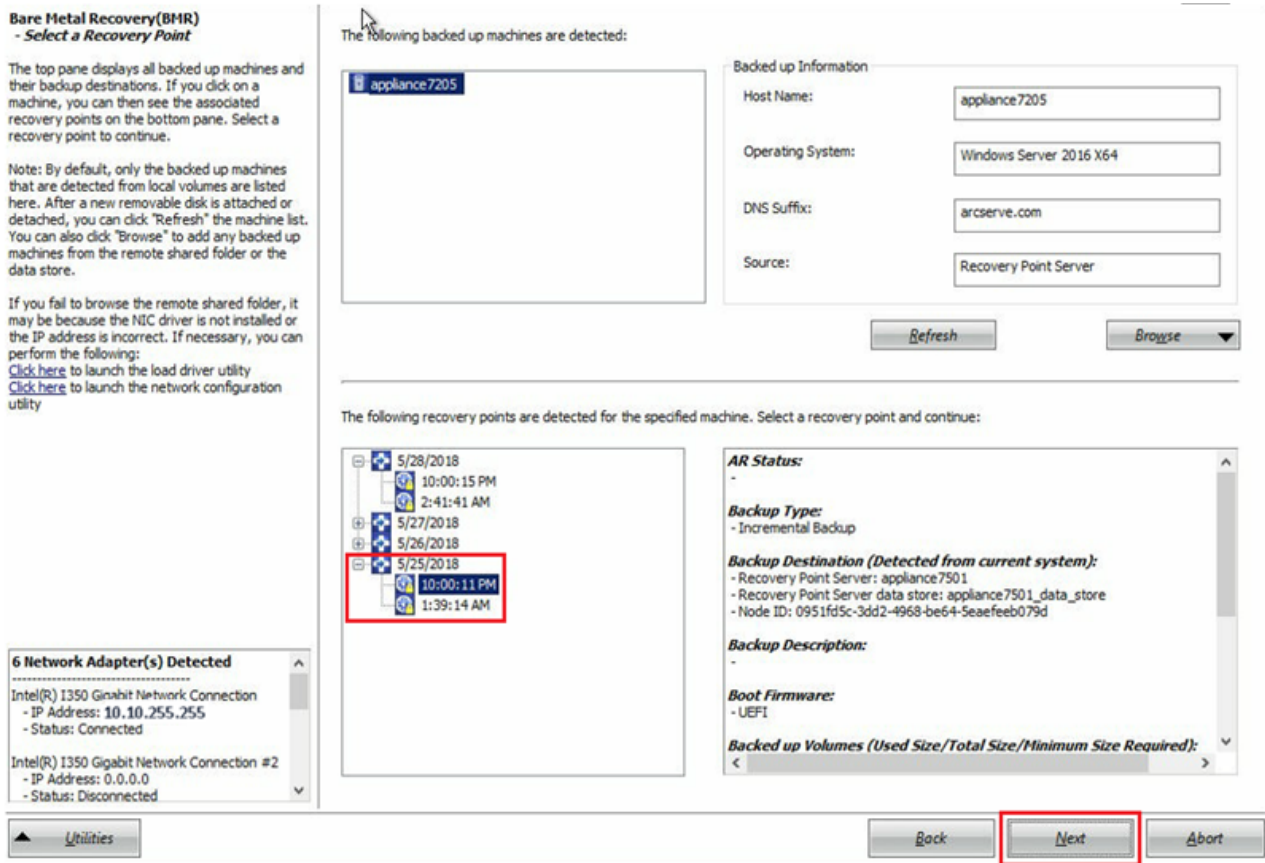 Bare Metal Recovery(BMR)
- Select a Recovery Point
The top pane displays all backed up machines and
their backup destinations. If you click on a
machine, you can then see the associated
recovery points on the bottom pane. Select a
recovery point to continue.
Note: By default, only the backed up machines
that are detected from local volumes are listed
here. After a new removable disk is attached or
detached, you can click "Refresh" the machine list.
You can also click "Browse" to add any backed up
machines from the remote shared folder or the
data store.
If you fail to browse the remote shared folder, it
may be because the NIC driver is not installed or
the IP address is incorrect. If necessary, you can
perform the following:
Click here to launch the load driver utility
Click here to launch the network configuration
utility
6 Network Adapter(s) Detected
-----------------------------------
Intel(R) I350 Gigabit Network Connection
- IP Address: 10.10.255.255
- Status: Connected
Intel(R) I350 Gigabit Network Connection #2
- IP Address: 0.0.0.0
- Status: Disconnected
The following backed up machines are detected:
appliance7205
Backed up Information
Host Name:
appliance7205
Operating System:
Windows Server 2016 X64
DNS Suffix:
arcserve.com
Source:
Recovery Point Server
Refresh
Browse
The following recovery points are detected for the specified machine. Select a recovery point and continue:
5/28/2018
10:00:15 PM
2:41:41 AM
5/27/2018
5/26/2018
5/25/2018
10:00:11 PM
1:39:14 AM
AR Status:
-
Backup Type:
- Incremental Backup
Backup Destination (Detected from current system):
- Recovery Point Server: appliance7501
- Recovery Point Server data store: appliance7501_data_store
- Node ID: 0951fd5c-3dd2-4968-be64-5eaefeeb079d
Backup Description:
-
Boot Firmware:
- UEFI
Backed up Volumes (Used Size/Total Size/Minimum Size Required):
Utilities
Back
Next
Abort